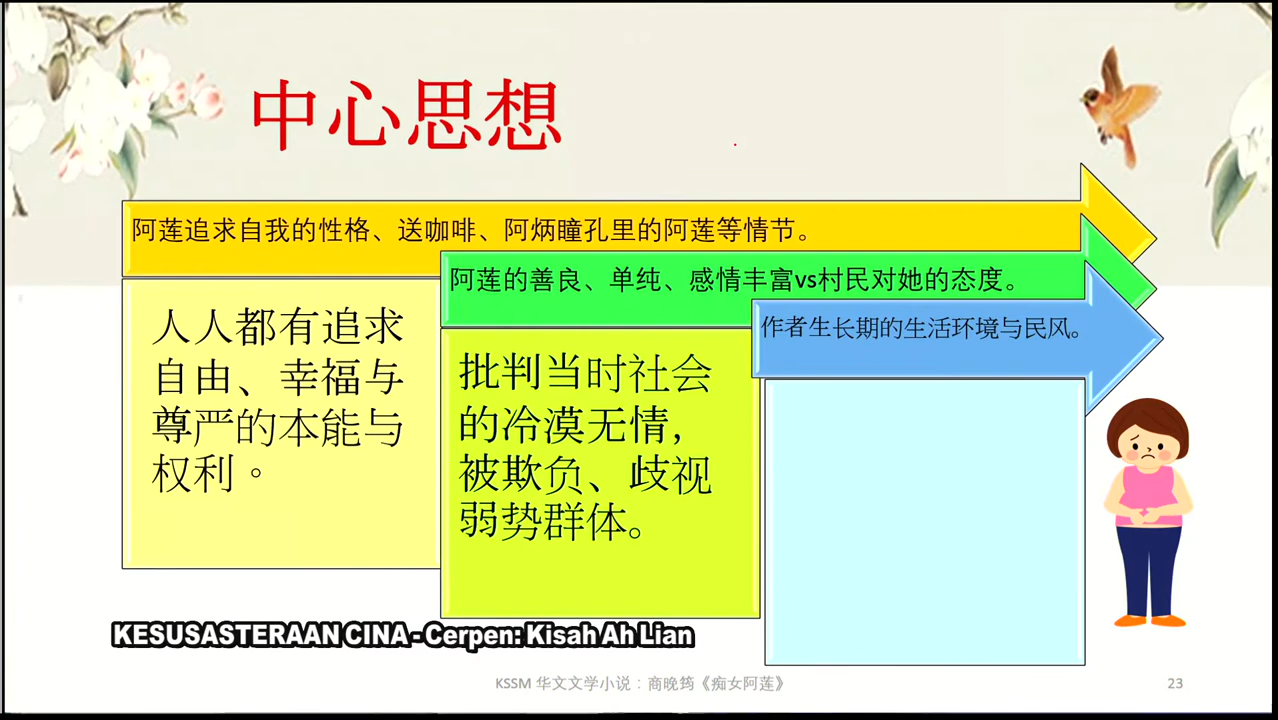 中心思想
阿莲追求自我的性格、送咖啡、阿炳瞳孔里的阿莲等情节。
人人都有追求
自由、幸福与
尊严的本能与
权利。
阿莲的善良、单纯、感情丰富vs村民对她的态度。
批判当时社会
的冷漠无情，
被欺负、歧视
弱势群体。
作者生长期的生活环境与民风。
KESUSASTERAAN CINA - Cerpen: Kisah Ah Lian
KSSM 华文文学小说：商晚筠《痴女阿莲》
23